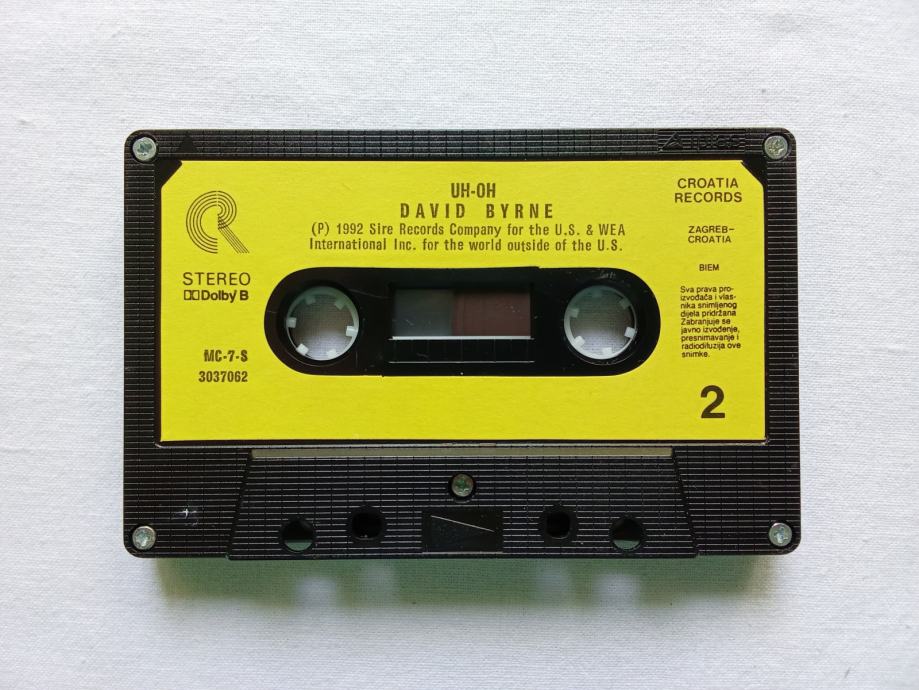 UH-OH
DAVID BYRNE
(P) 1992 Sire Records Company for the U.S. & WEA
International Inc. for the world outside of the U.S.
STEREO
Dolby B
MC-7-S
3037062
CROATIA
RECORDS
ZAGREB-
CROATIA
BIEM
Sva prava pro-
izvođača i vlas-
nika snimljenog
dijela pridržana
Zabranjuje se
javno izvođenje,
presnimavanje i
radiodifuzija ove
snimke.
2